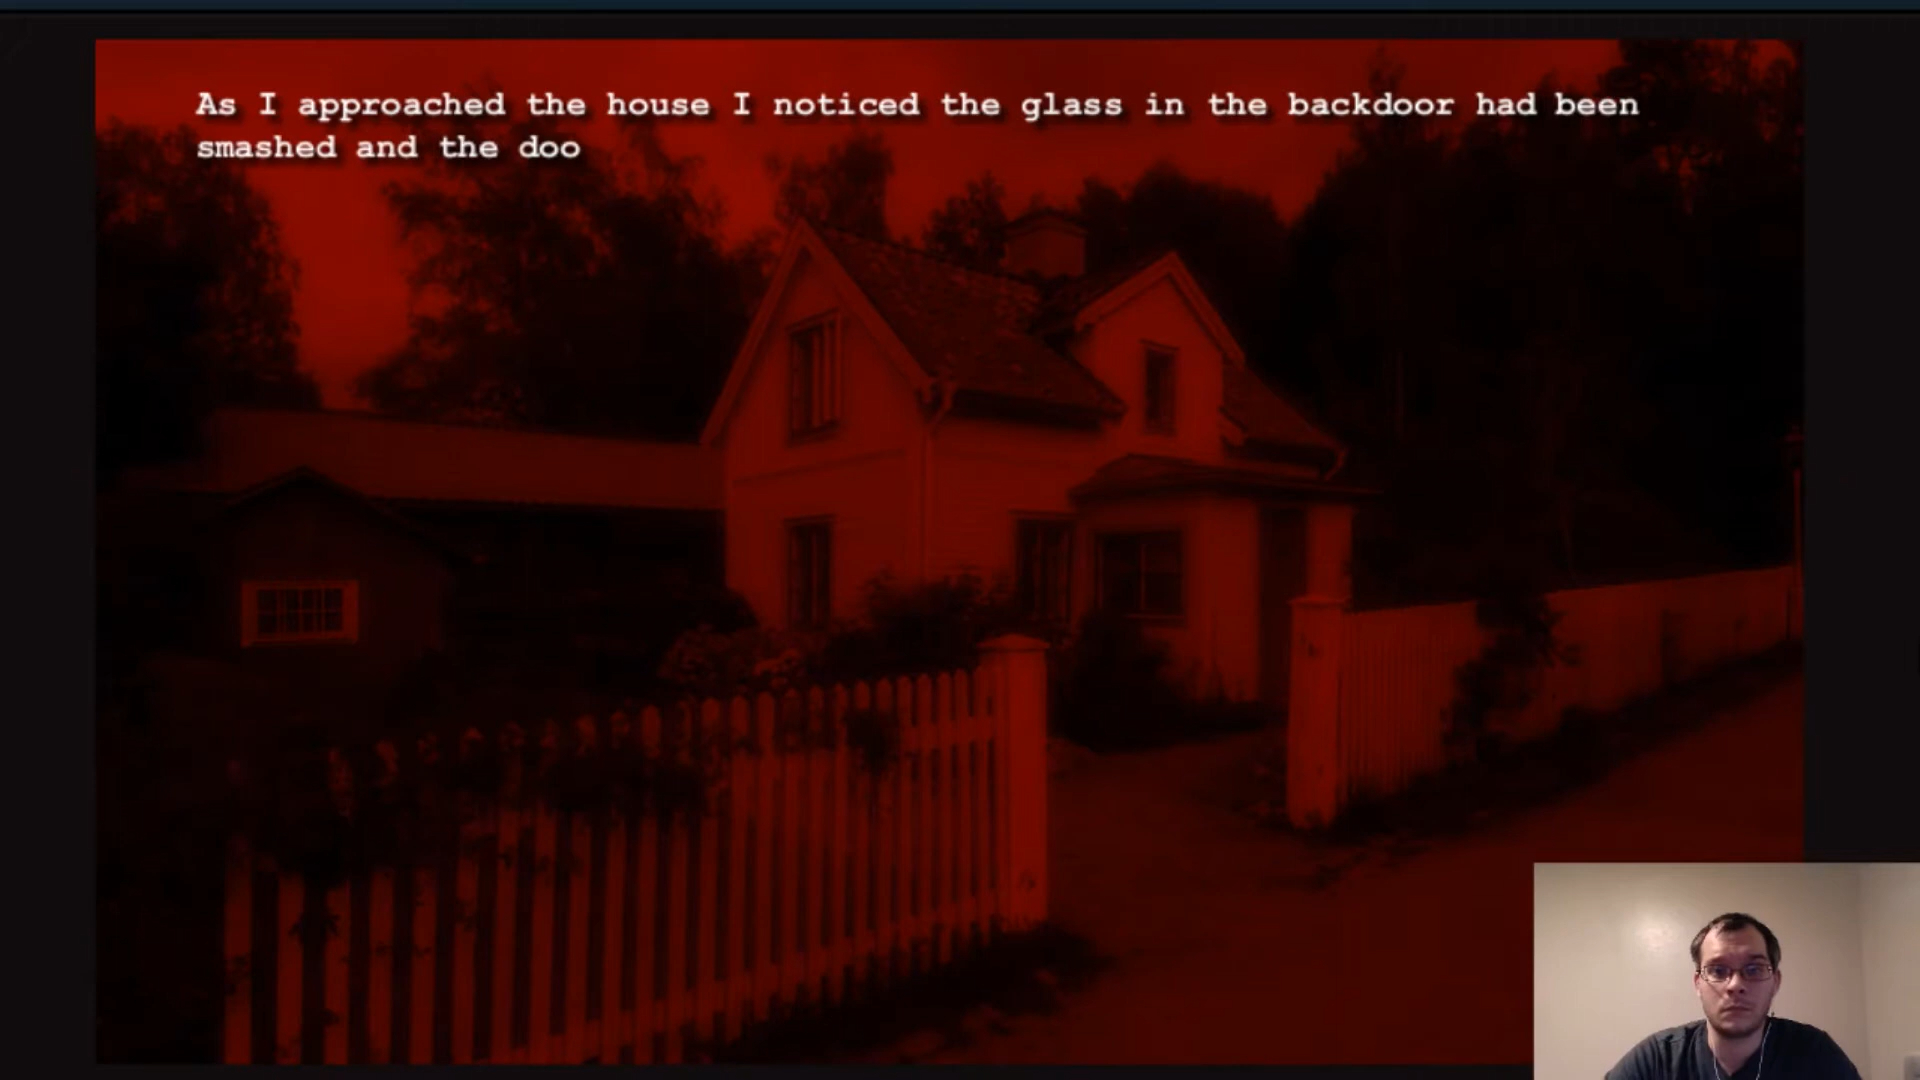 As I approached the house I noticed the glass in the backdoor had been
smashed and the doo